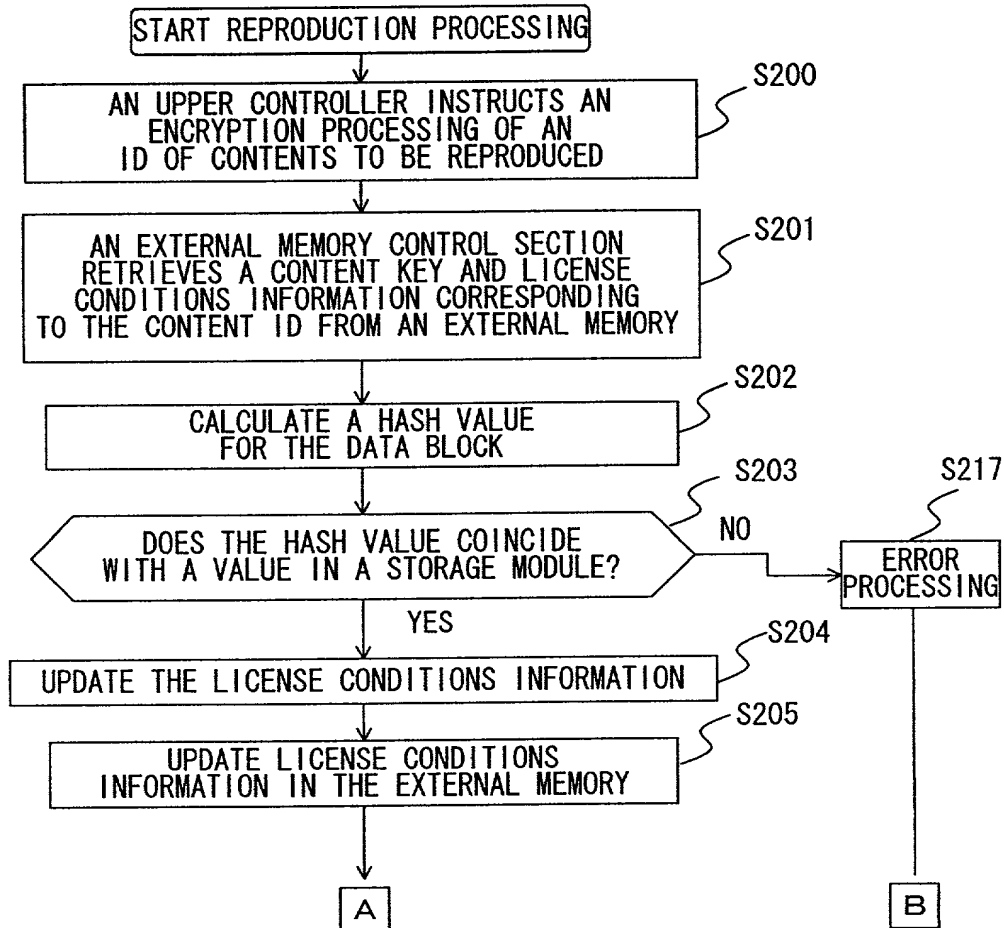 START REPRODUCTION PROCESSING
S200
AN UPPER CONTROLLER INSTRUCTS AN
ENCRYPTION PROCESSING OF AN
ID OF CONTENTS TO BE REPRODUCED
S201
AN EXTERNAL MEMORY CONTROL SECTION
RETRIEVES A CONTENT KEY AND LICENSE
CONDITIONS INFORMATION CORRESPONDING
TO THE CONTENT ID FROM AN EXTERNAL MEMORY
S202
CALCULATE A HASH VALUE
FOR THE DATA BLOCK
S203
DOES THE HASH VALUE COINCIDE
WITH A VALUE IN A STORAGE MODULE?
NO
S217
ERROR
PROCESSING
YES
S204
UPDATE THE LICENSE CONDITIONS INFORMATION
S205
UPDATE LICENSE CONDITIONS
INFORMATION IN THE EXTERNAL MEMORY
A
B